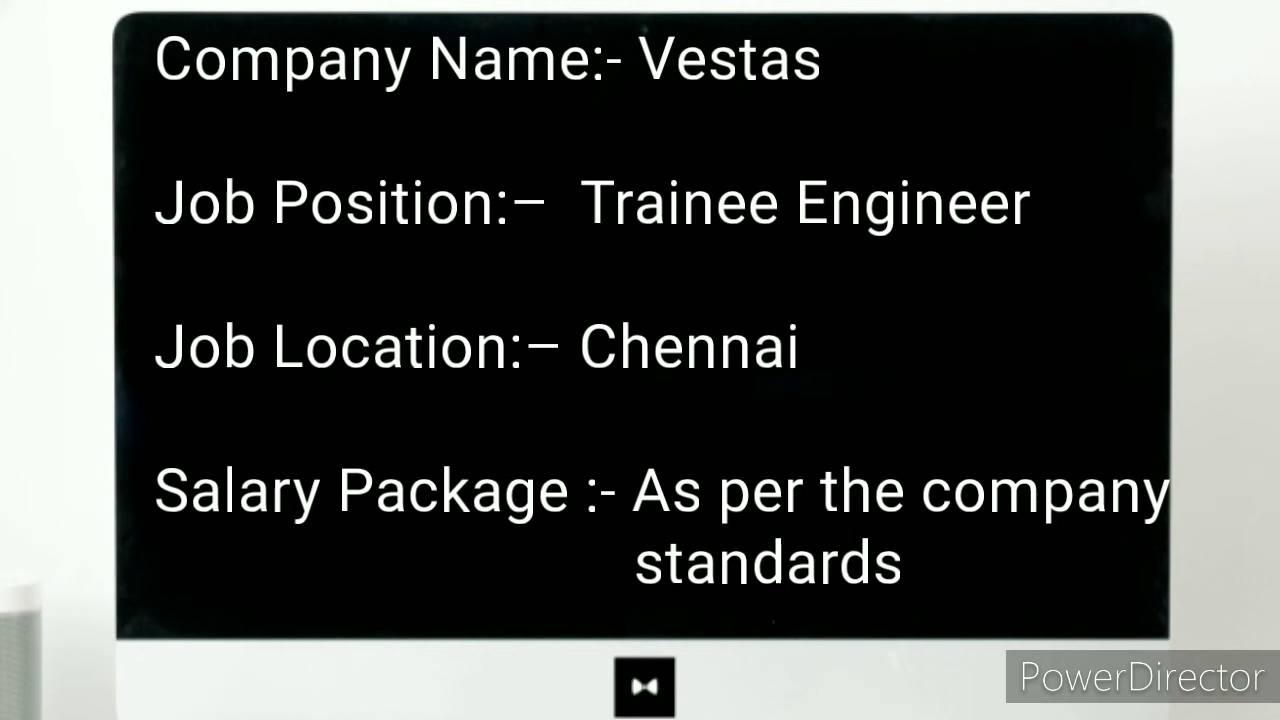 Company Name:- Vestas
Job Position:– Trainee Engineer
Job Location:– Chennai
Salary Package :- As per the company
standards
PowerDirector